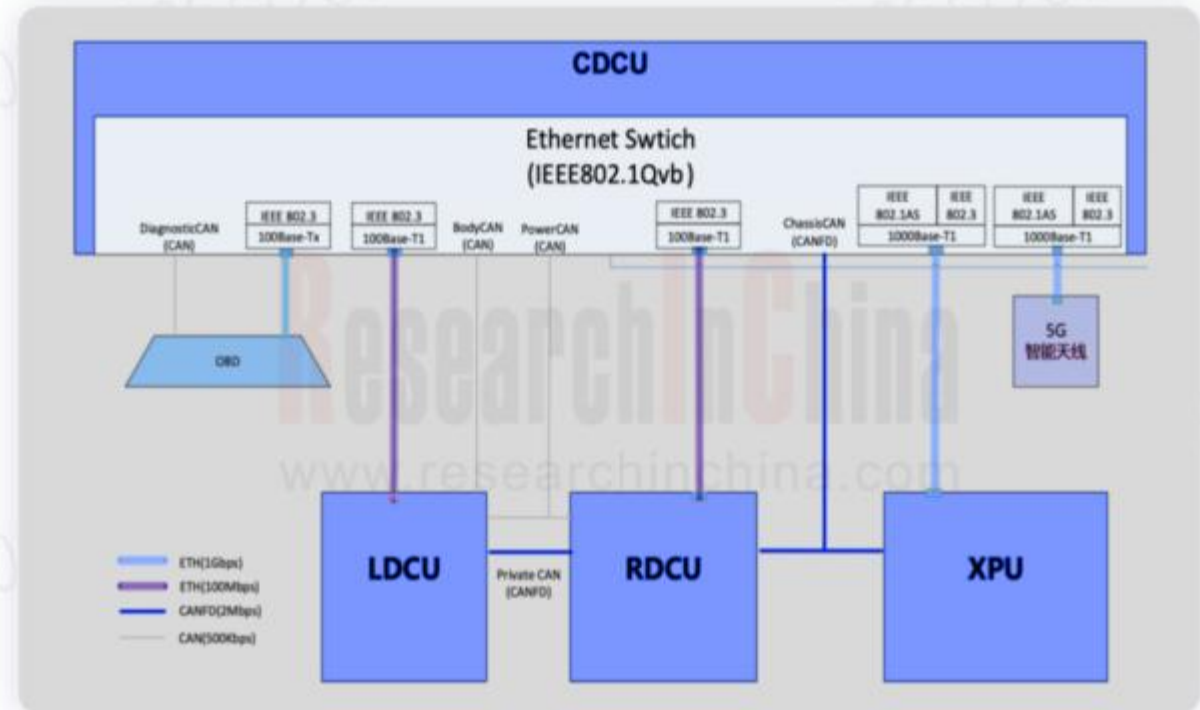 CDCU
Ethernet Swtich
(IEEE802.1Qvb)
DiagnosticCAN
(CAN)
IEEE 802.3
100Base-Tx
IEEE 802.3
100Base-T1
BodyCAN
(CAN)
PowerCAN
(CAN)
IEEE 802.3
100Base-T1
ChassisCAN
(CANFD)
IEEE
802.1AS
IEEE
802.3
1000Base-T1
IEEE
802.1AS
IEEE
802.3
1000Base-T1
OBD
5G
智能天线
ResearchInChina
www.researchinchina.com
LDCU
Private CAN
(CANFD)
RDCU
XPU
ETH(1Gbps)
ETH(100Mbps)
CANFD(2Mbps)
CAN(500Kbps)